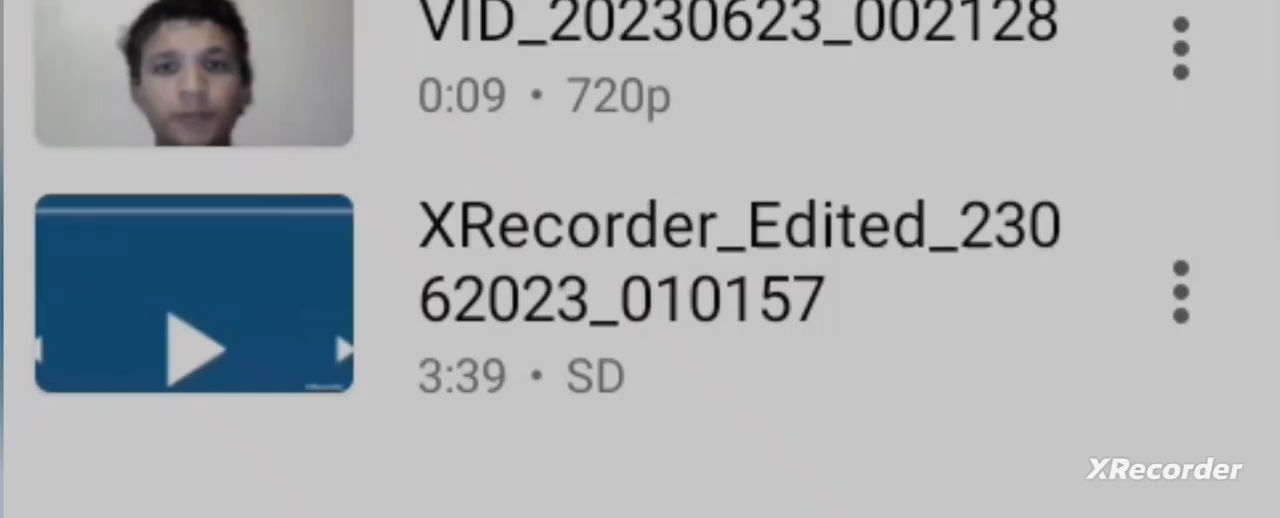 VID_20230623_002128
0:09 • 720p
XRecorder_Edited_230
62023_010157
3:39 • SD
XRecorder